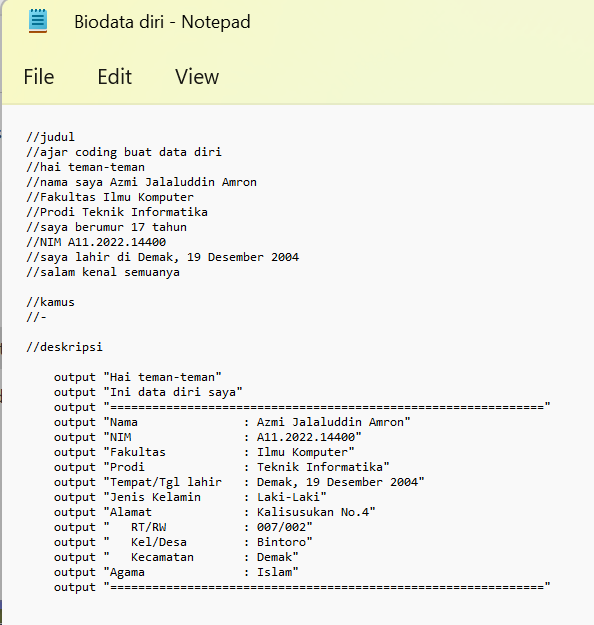 Biodata diri - Notepad
File Edit View
//judul
//ajar coding buat data diri
//hai teman-teman
//nama saya Azmi Jalaluddin Amron
//Fakultas Ilmu Komputer
//Prodi Teknik Informatika
//saya berumur 17 tahun
//NIM A11.2022.14400
//saya lahir di Demak, 19 Desember 2004
//salam kenal semuanya
//kamus
//-
//deskripsi
output "Hai teman-teman"
output "Ini data diri saya"
output "=============================================================="
output "Nama               : Azmi Jalaluddin Amron"
output "NIM                : A11.2022.14400"
output "Fakultas           : Ilmu Komputer"
output "Prodi              : Teknik Informatika"
output "Tempat/Tgl lahir   : Demak, 19 Desember 2004"
output "Jenis Kelamin      : Laki-Laki"
output "Alamat             : Kalisusukan No.4"
output "   RT/RW           : 007/002"
output "   Kel/Desa        : Bintoro"
output "   Kecamatan       : Demak"
output "Agama              : Islam"
output "=============================================================="